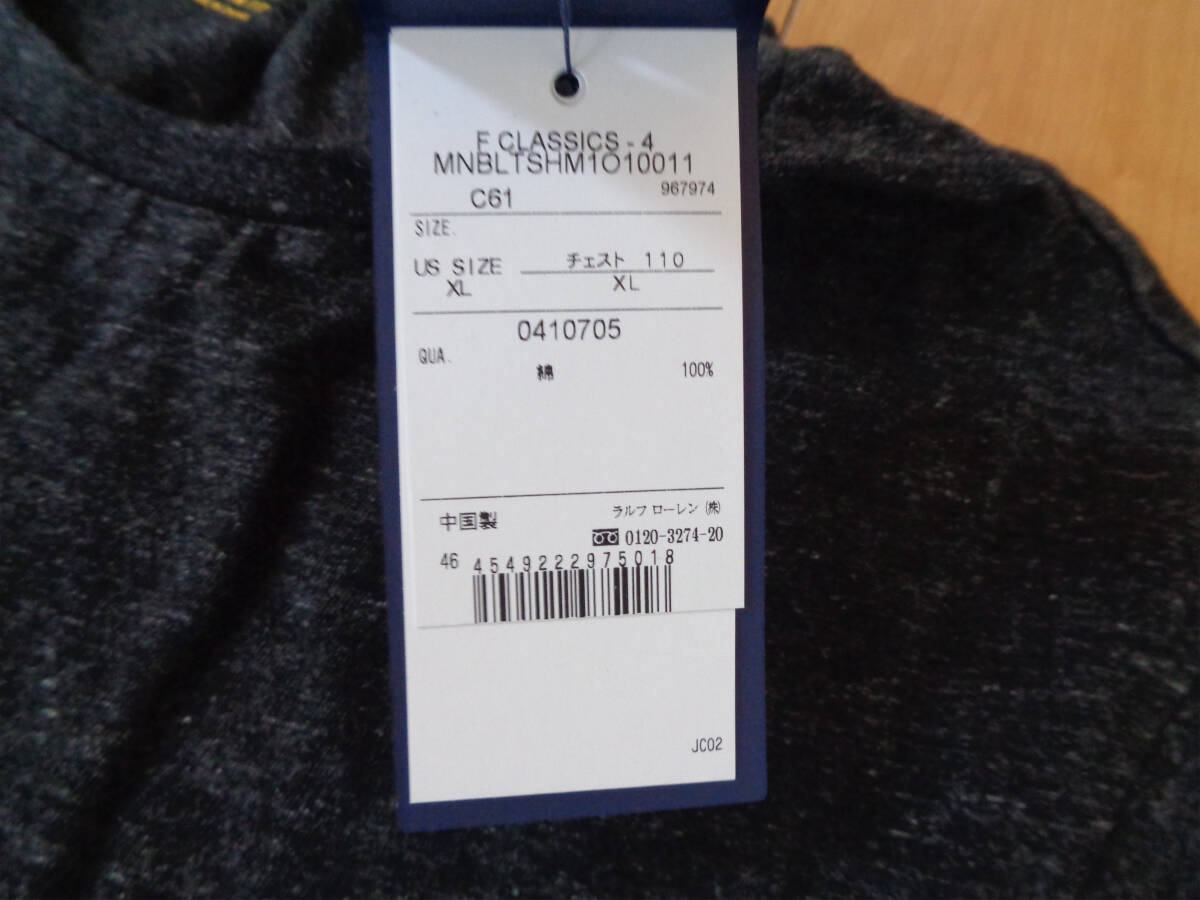 F CLASSICS - 4
MNBLTSHM1O10011
C61 967974
SIZE.
US SIZE チェスト 110
XL XL
0410705
QUA.
綿 100%
中国製 ラルフ ローレン (株)
0120-3274-20
46 4549222975018
JC02